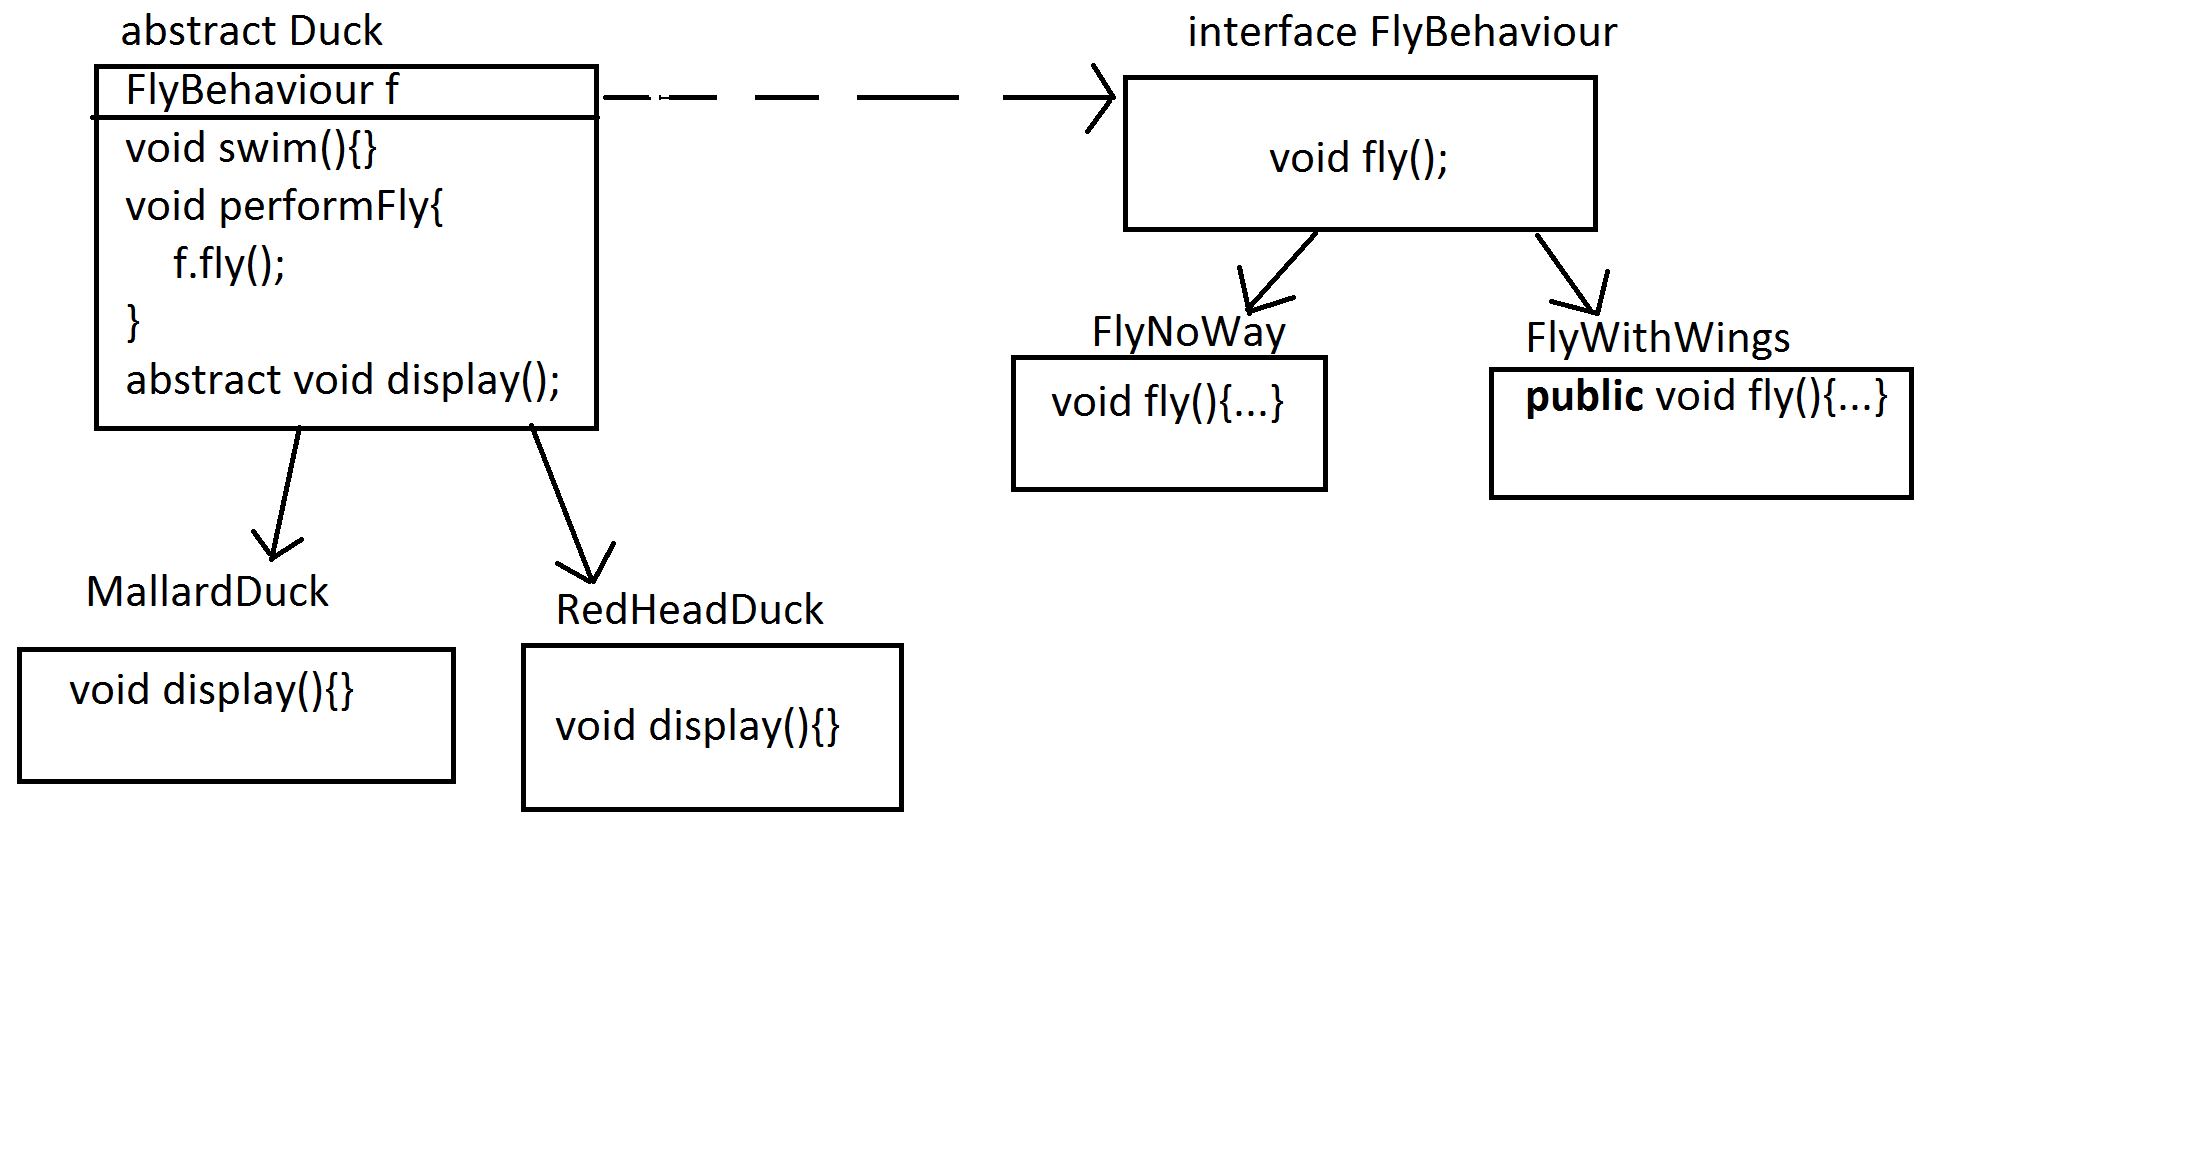 abstract Duck
FlyBehaviour f
void swim(){}
void performFly{
f.fly();
}
abstract void display();
interface FlyBehaviour
void fly();
FlyNoWay
void fly(){...}
FlyWithWings
public void fly(){...}
MallardDuck
void display(){}
RedHeadDuck
void display(){}